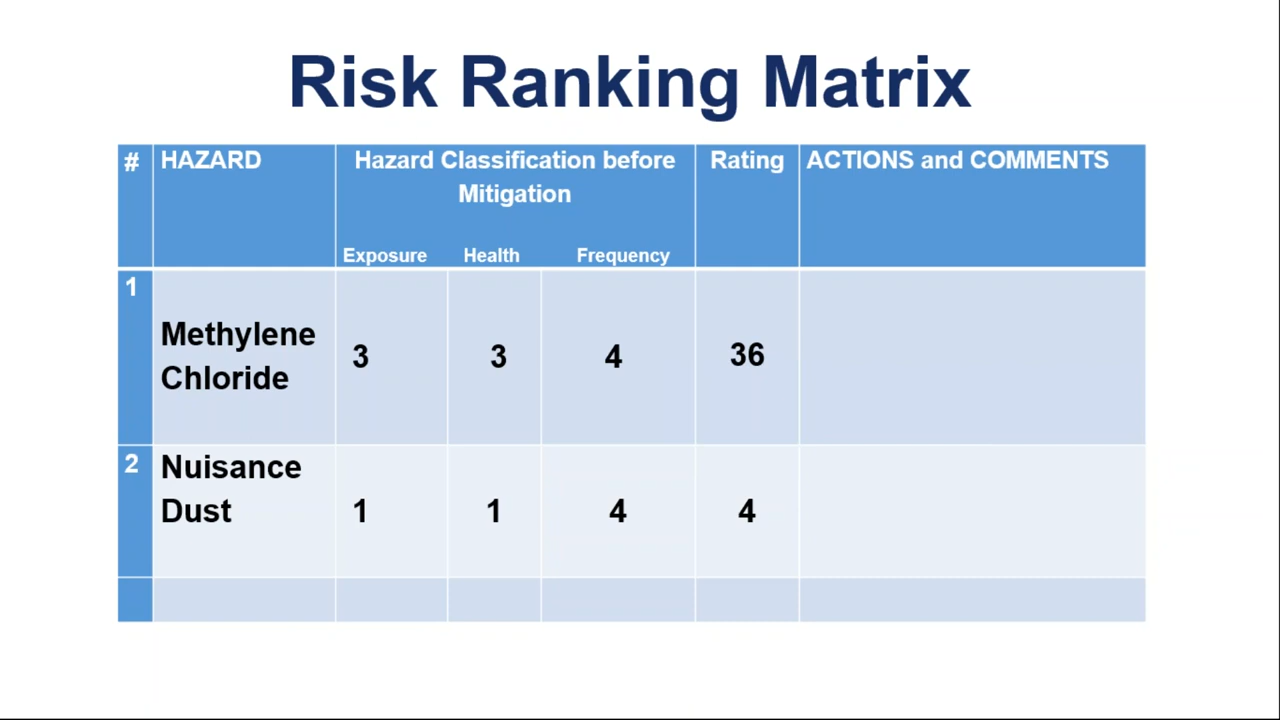 Risk Ranking Matrix
# HAZARD Hazard Classification before Rating ACTIONS and COMMENTS
Mitigation
Exposure Health Frequency
1
Methylene
Chloride
3 3 4 36
2 Nuisance
Dust 1 1 4 4